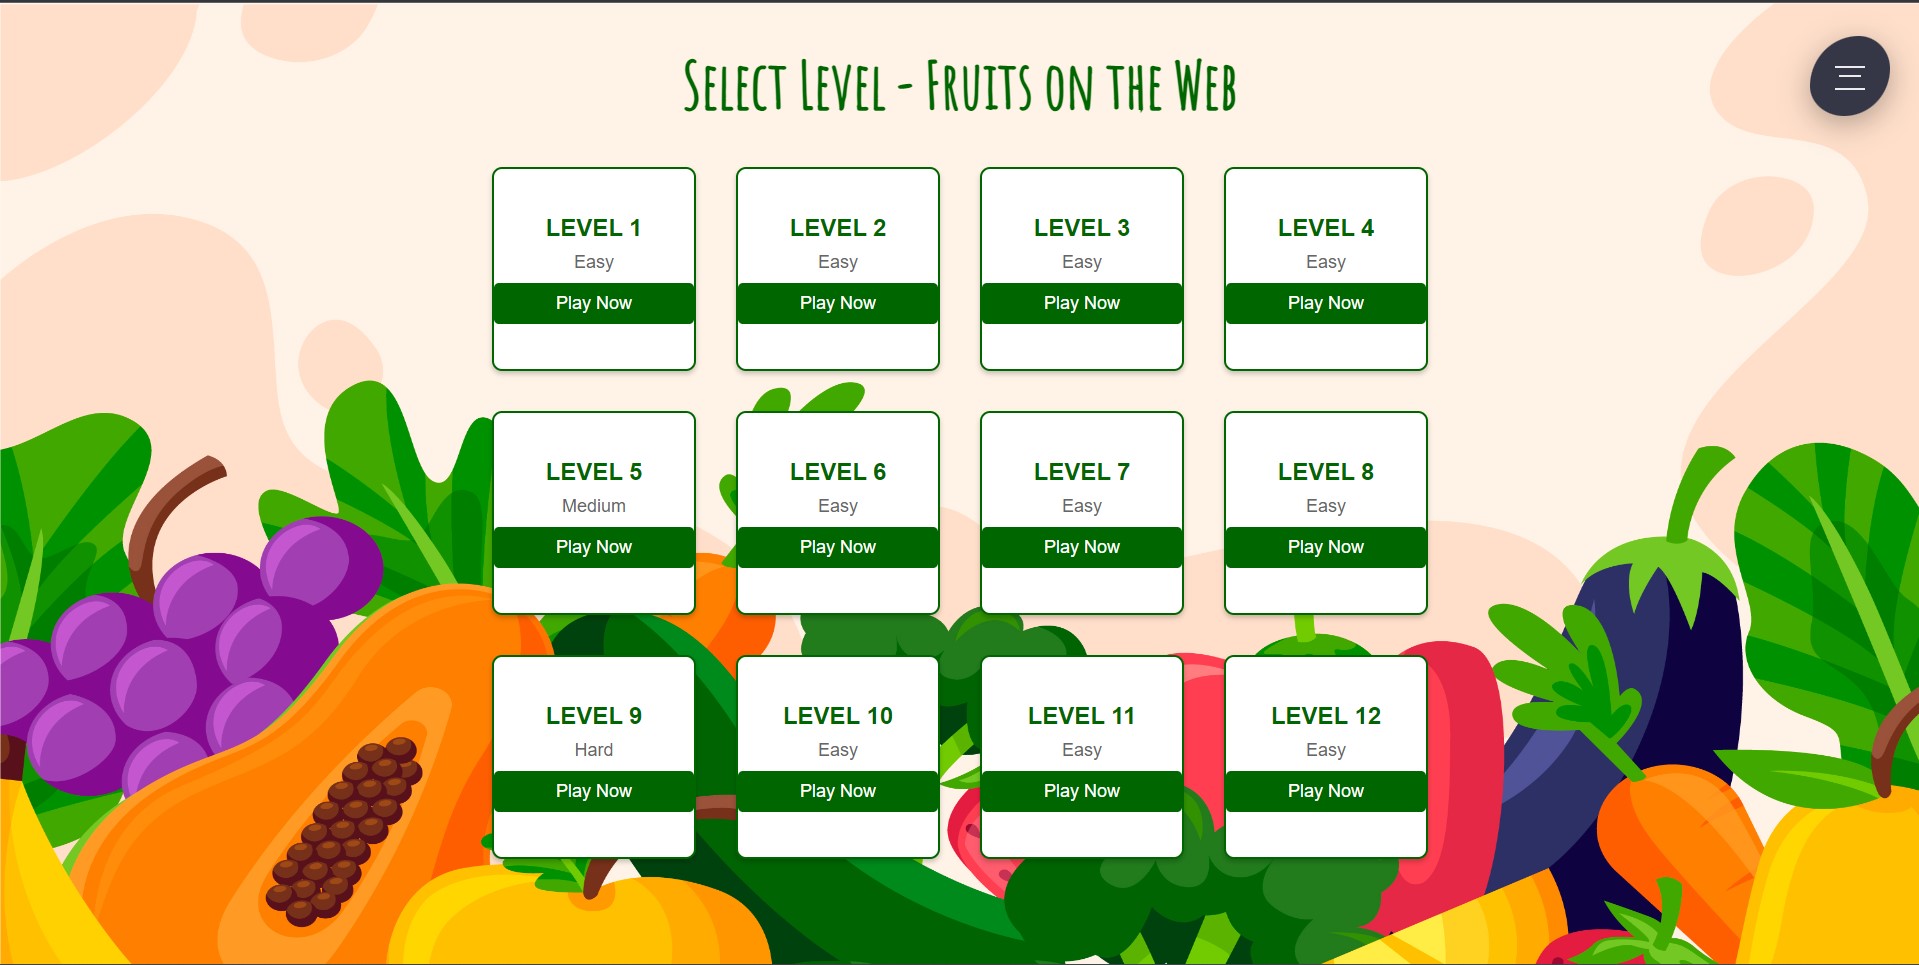 Select Level - Fruits on the Web
LEVEL 1
Easy
Play Now
LEVEL 2
Easy
Play Now
LEVEL 3
Easy
Play Now
LEVEL 4
Easy
Play Now
LEVEL 5
Medium
Play Now
LEVEL 6
Easy
Play Now
LEVEL 7
Easy
Play Now
LEVEL 8
Easy
Play Now
LEVEL 9
Hard
Play Now
LEVEL 10
Easy
Play Now
LEVEL 11
Easy
Play Now
LEVEL 12
Easy
Play Now